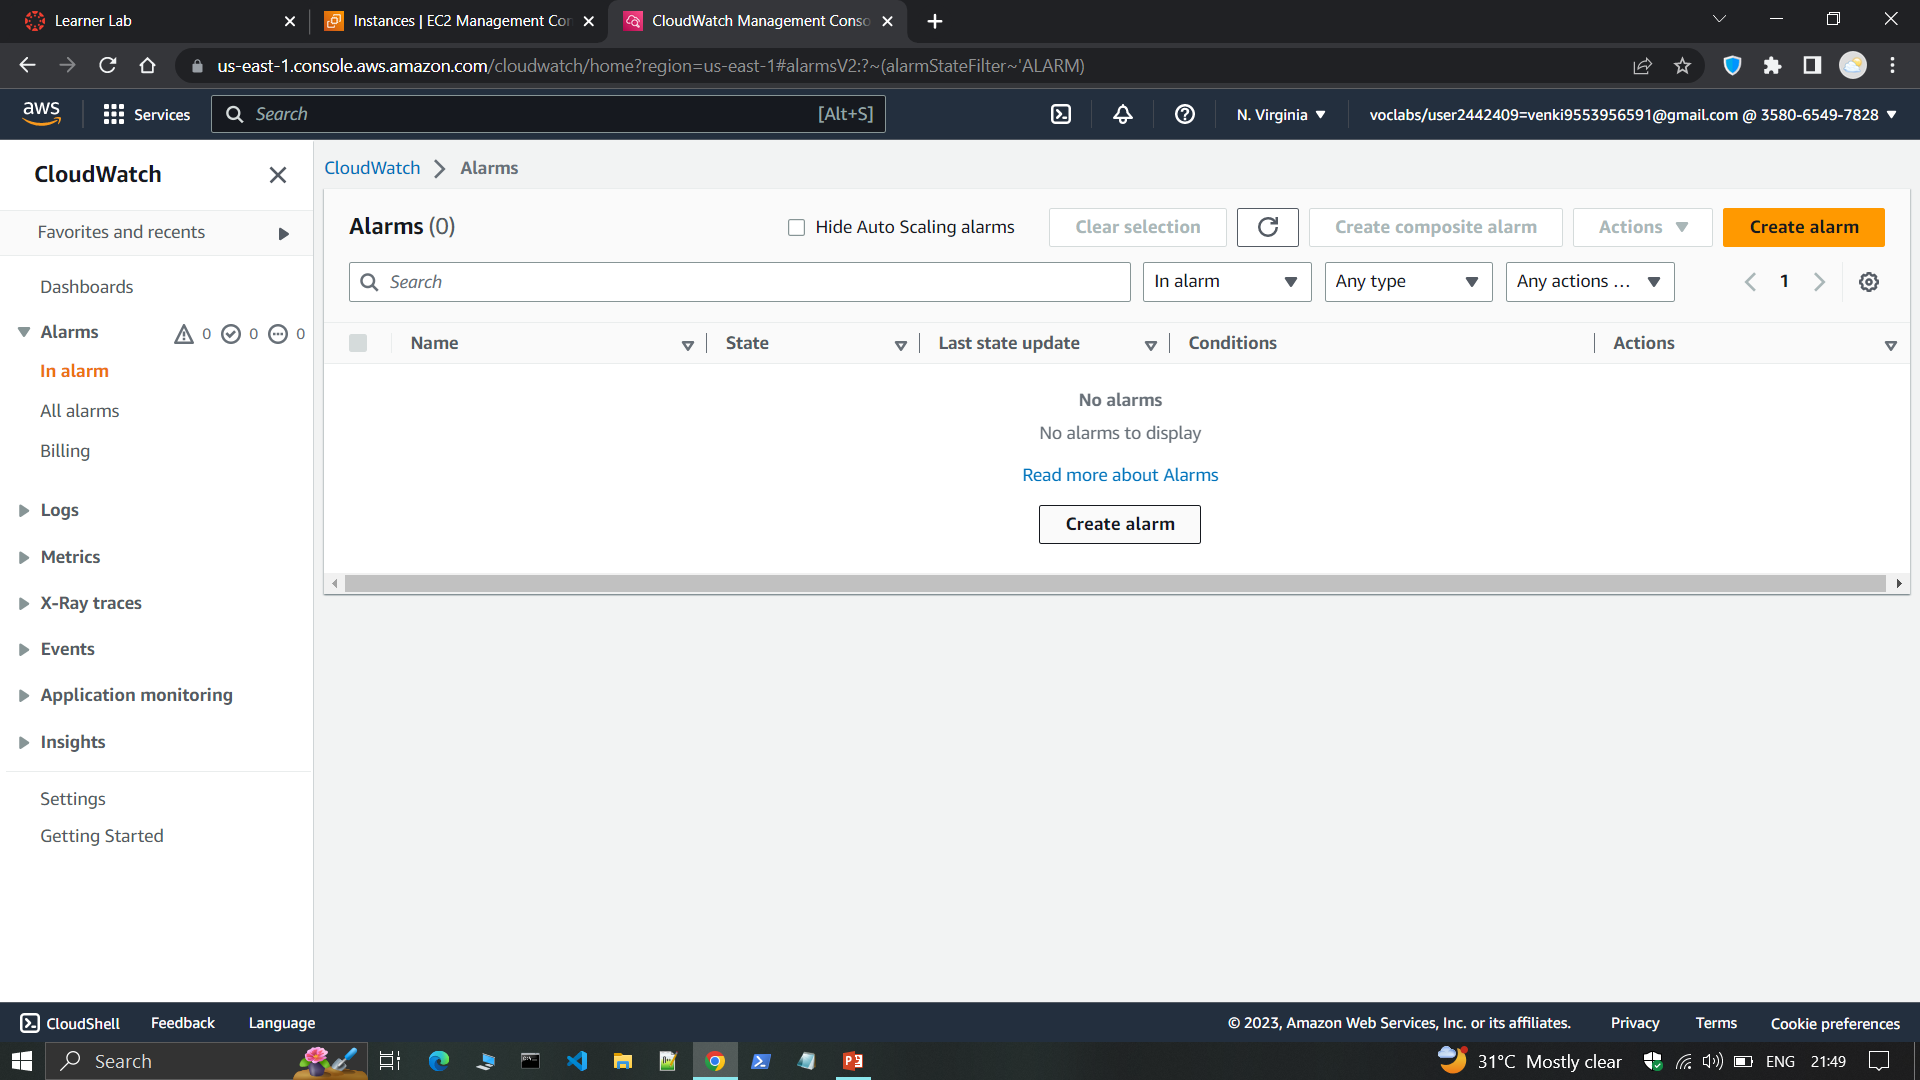 Learner Lab
Instances | EC2 Management Con
CloudWatch Management Conso
us-east-1.console.aws.amazon.com/cloudwatch/home?region=us-east-1#alarmsV2:?~(alarmStateFilter~'ALARM)
aws
Services
Search
[Alt+S]
N. Virginia
voclabs/user2442409=venki9553956591@gmail.com @ 3580-6549-7828
CloudWatch
Favorites and recents
Dashboards
Alarms 0 0 0
In alarm
All alarms
Billing
Logs
Metrics
X-Ray traces
Events
Application monitoring
Insights
Settings
Getting Started
CloudWatch Alarms
Alarms (0)
Hide Auto Scaling alarms
Clear selection
Create composite alarm
Actions
Create alarm
Search
In alarm
Any type
Any actions ...
1
Name
State
Last state update
Conditions
Actions
No alarms
No alarms to display
Read more about Alarms
Create alarm
CloudShell
Feedback
Language
© 2023, Amazon Web Services, Inc. or its affiliates.
Privacy
Terms
Cookie preferences
Search
31°C Mostly clear
ENG
21:49